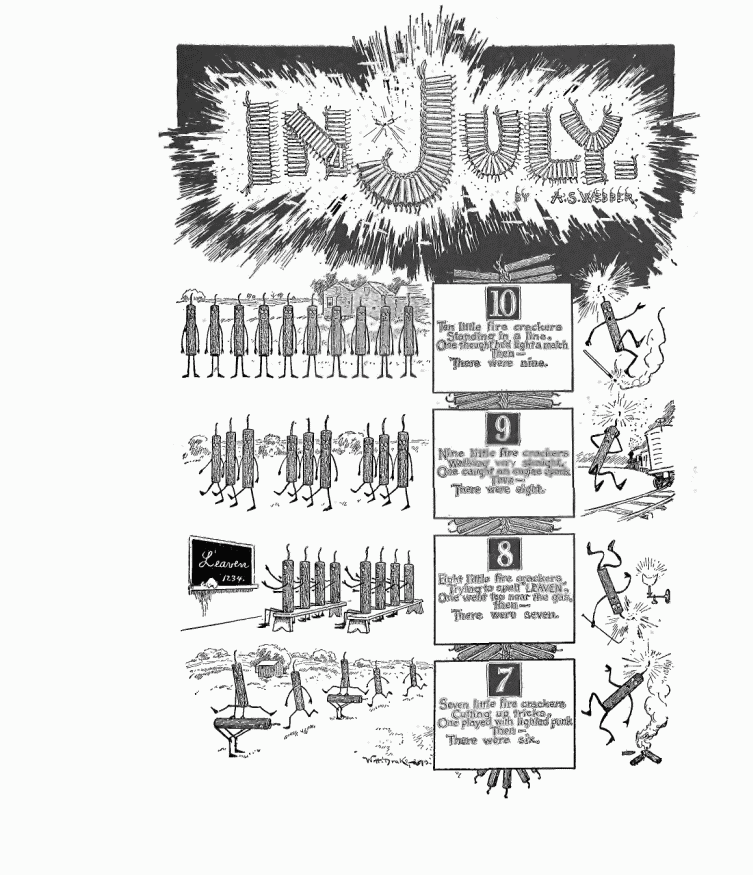 IN JULY.
BY A.S. WEBBER.
10
Ten little fire crackers
Standing in a line,
One thought he'd light a match
Then—
There were nine.
9
Nine little fire crackers
Walking very straight,
One caught an engine spark
Then—
There were eight.
Leaven
1234.
8
Eight little fire crackers,
Trying to spell "LEAVEN,"
One went too near the gas,
Then—
There were seven.
7
Seven little fire crackers
Cutting up tricks,
One played with lighted punk
Then—
There were six.